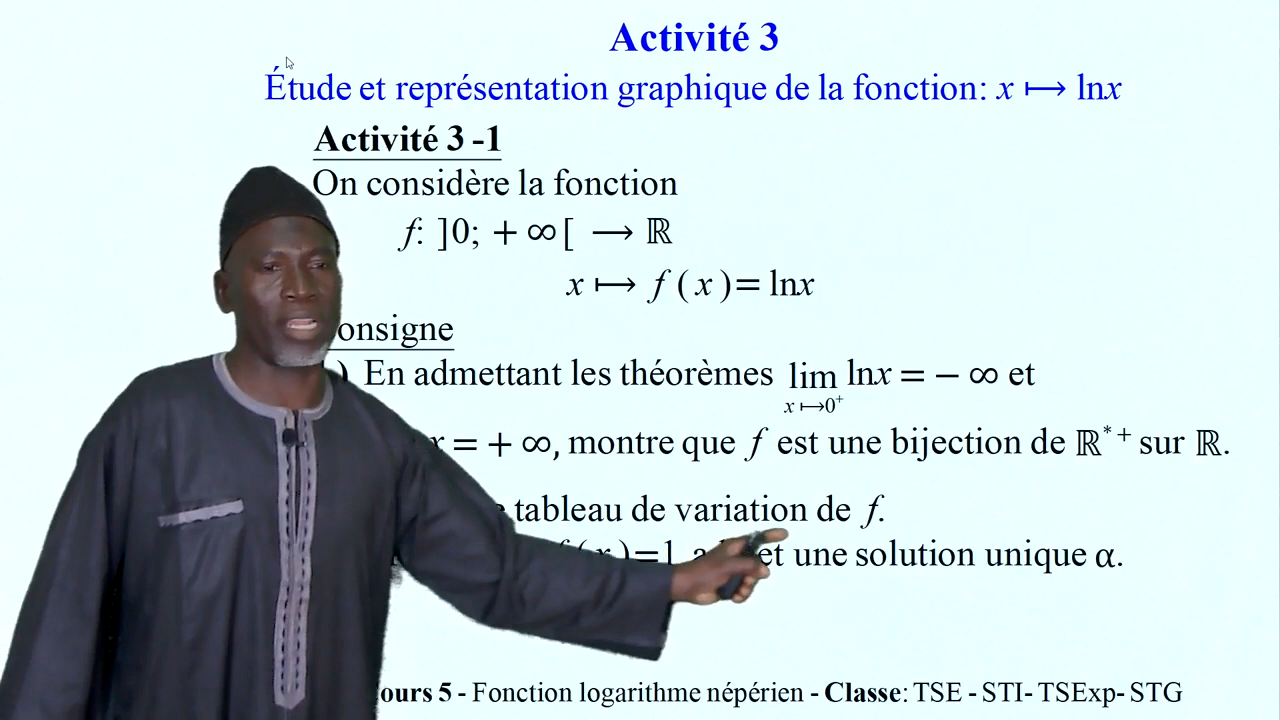 Activité 3
Étude et représentation graphique de la fonction: x ⟼ lnx
Activité 3 -1
On considère la fonction
f: ]0; + ∞[ ⟶ ℝ
x ⟼ f(x)= lnx
onsigne
) En admettant les théorèmes lim lnx = − ∞ et
x ⟼0⁺
x = + ∞, montre que f est une bijection de ℝ*⁺ sur ℝ.
tableau de variation de f.
f(x)=1 et une solution unique α.
ours 5 - Fonction logarithme népérien - Classe: TSE - STI- TSExp- STG